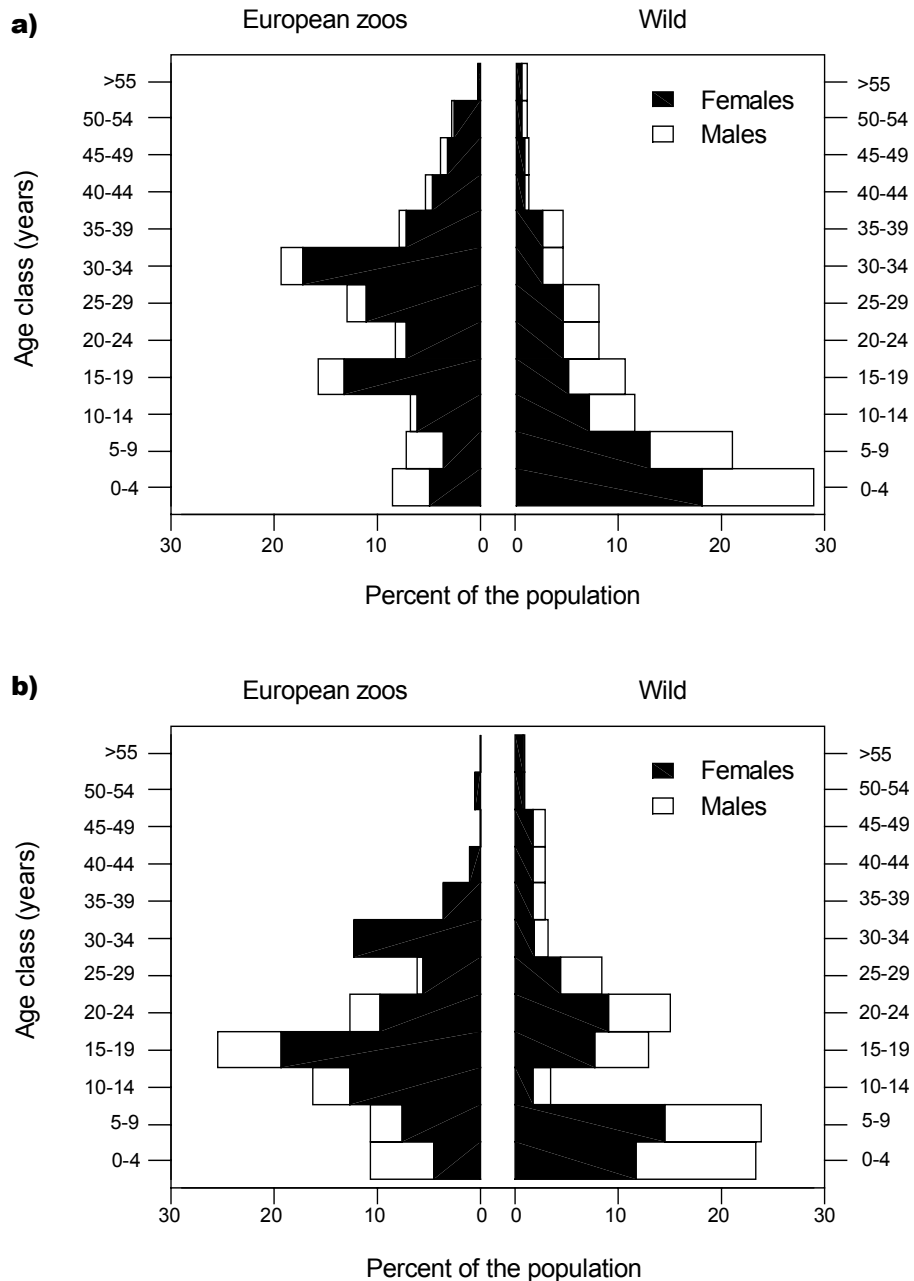 a)
European zoos Wild
>55 >55
Females
50-54 50-54
Males
45-49 45-49
40-44 40-44
35-39 35-39
30-34 30-34
25-29 25-29
20-24 20-24
15-19 15-19
10-14 10-14
5-9 5-9
0-4 0-4
Age class (years)
30 20 10 0 0 10 20 30
Percent of the population
b)
European zoos Wild
>55 >55
Females
50-54 50-54
Males
45-49 45-49
40-44 40-44
35-39 35-39
30-34 30-34
25-29 25-29
20-24 20-24
15-19 15-19
10-14 10-14
5-9 5-9
0-4 0-4
Age class (years)
30 20 10 0 0 10 20 30
Percent of the population